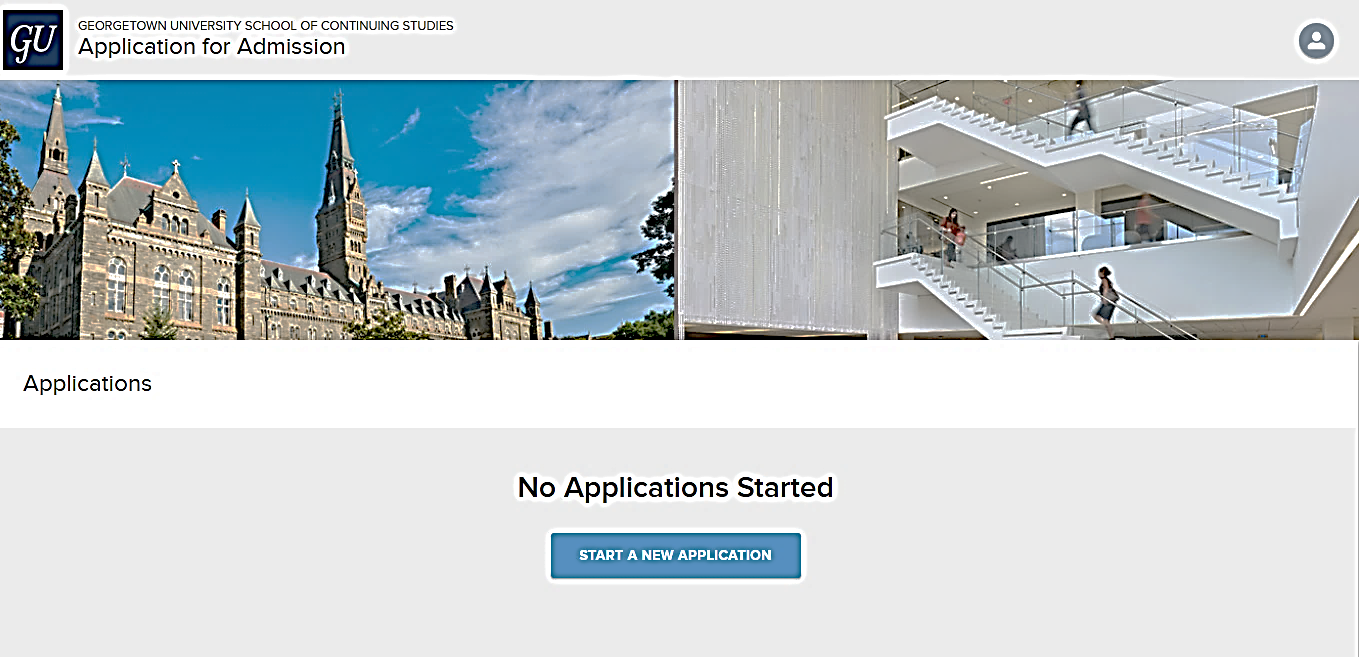 GU
GEORGETOWN UNIVERSITY SCHOOL OF CONTINUING STUDIES
Application for Admission
Applications
No Applications Started
START A NEW APPLICATION